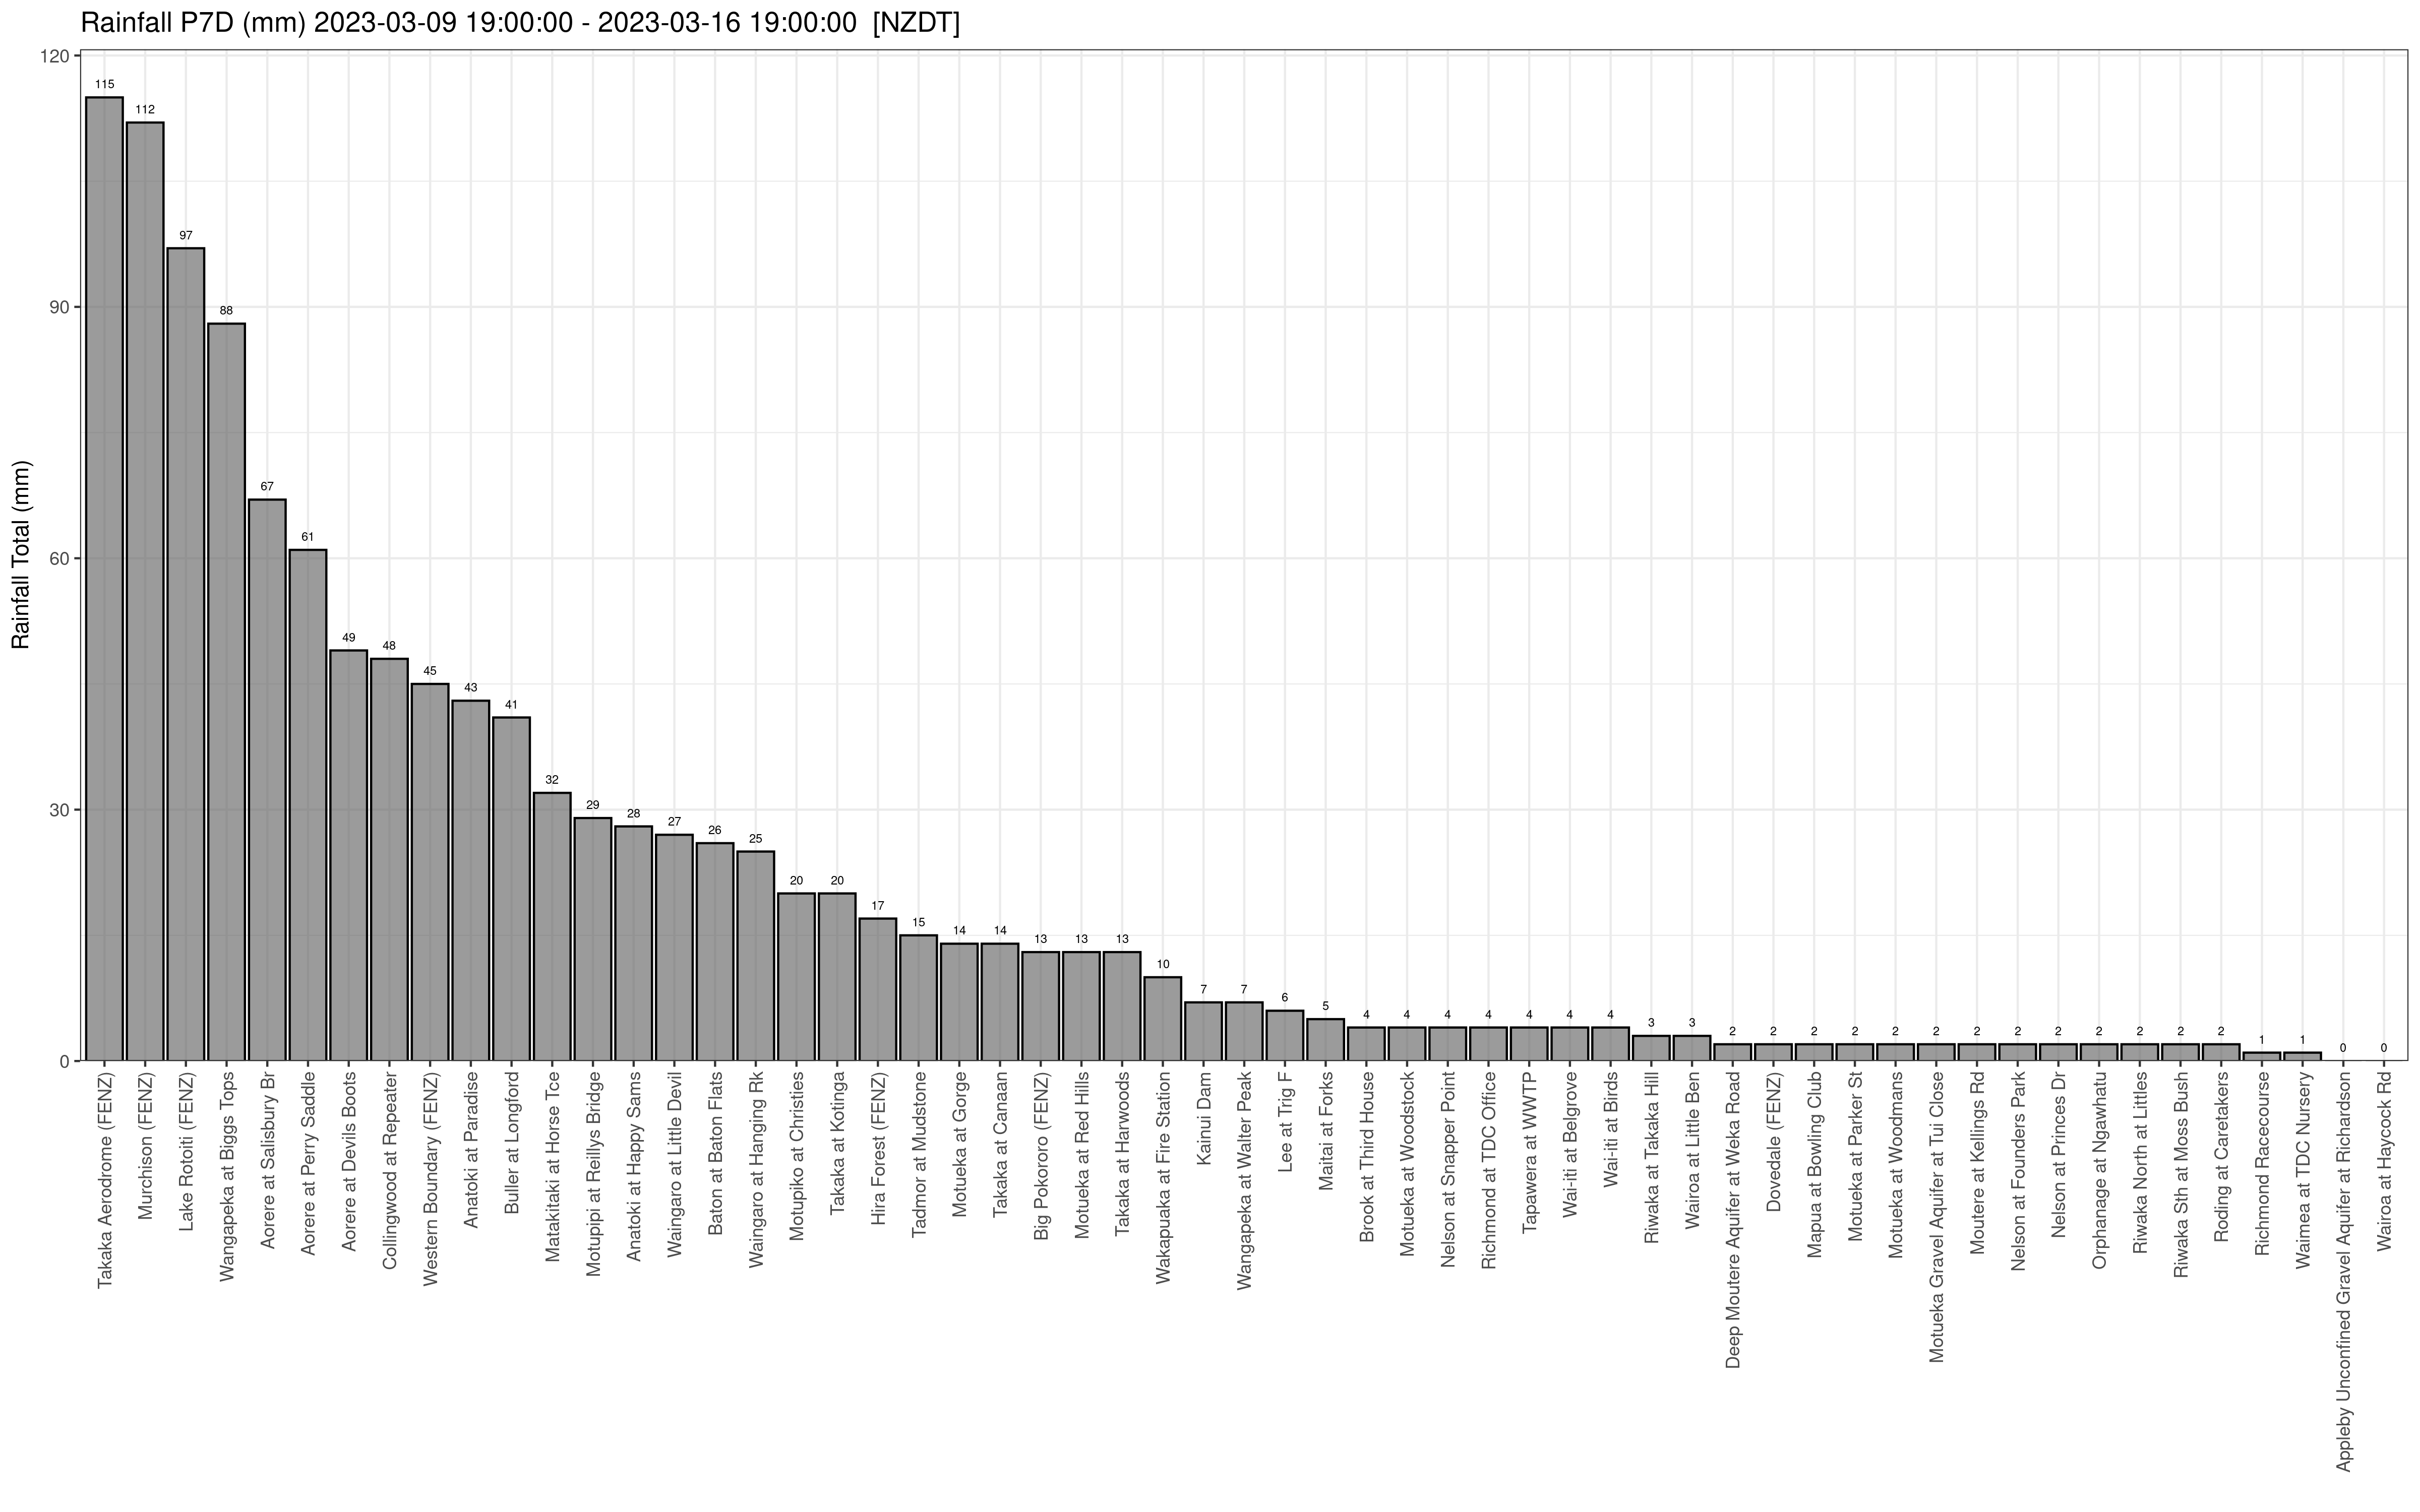 Rainfall P7D (mm) 2023-03-09 19:00:00 - 2023-03-16 19:00:00 [NZDT]
Rainfall Total (mm)
120
90
60
30
0
115
112
97
88
67
61
49
48
45
43
41
32
29
28
27
26
25
20
20
17
15
14
14
13
13
13
10
7
7
6
5
4
4
4
4
4
4
4
3
3
2
2
2
2
2
2
2
2
2
2
2
2
2
1
1
0
0
Takaka Aerodrome (FENZ)
Murchison (FENZ)
Lake Rotoiti (FENZ)
Wangapeka at Biggs Tops
Aorere at Salisbury Br
Aorere at Perry Saddle
Aorere at Devils Boots
Collingwood at Repeater
Western Boundary (FENZ)
Anatoki at Paradise
Buller at Longford
Matakitaki at Horse Tce
Motupipi at Reillys Bridge
Anatoki at Happy Sams
Waingaro at Little Devil
Baton at Baton Flats
Waingaro at Hanging Rk
Motupiko at Christies
Takaka at Kotinga
Hira Forest (FENZ)
Tadmor at Mudstone
Motueka at Gorge
Takaka at Canaan
Big Pokororo (FENZ)
Motueka at Red Hills
Takaka at Harwoods
Wakapuaka at Fire Station
Kainui Dam
Wangapeka at Walter Peak
Lee at Trig F
Maitai at Forks
Brook at Third House
Motueka at Woodstock
Nelson at Snapper Point
Richmond at TDC Office
Tapawera at WWTP
Wai-iti at Belgrove
Wai-iti at Birds
Riwaka at Takaka Hill
Wairoa at Little Ben
Deep Moutere Aquifer at Weka Road
Dovedale (FENZ)
Mapua at Bowling Club
Motueka at Parker St
Motueka at Woodmans
Motueka Gravel Aquifer at Tui Close
Moutere at Kellings Rd
Nelson at Founders Park
Nelson at Princes Dr
Orphanage at Ngawhatu
Riwaka North at Littles
Riwaka Sth at Moss Bush
Roding at Caretakers
Richmond Racecourse
Waimea at TDC Nursery
Appleby Unconfined Gravel Aquifer at Richardson
Wairoa at Haycock Rd